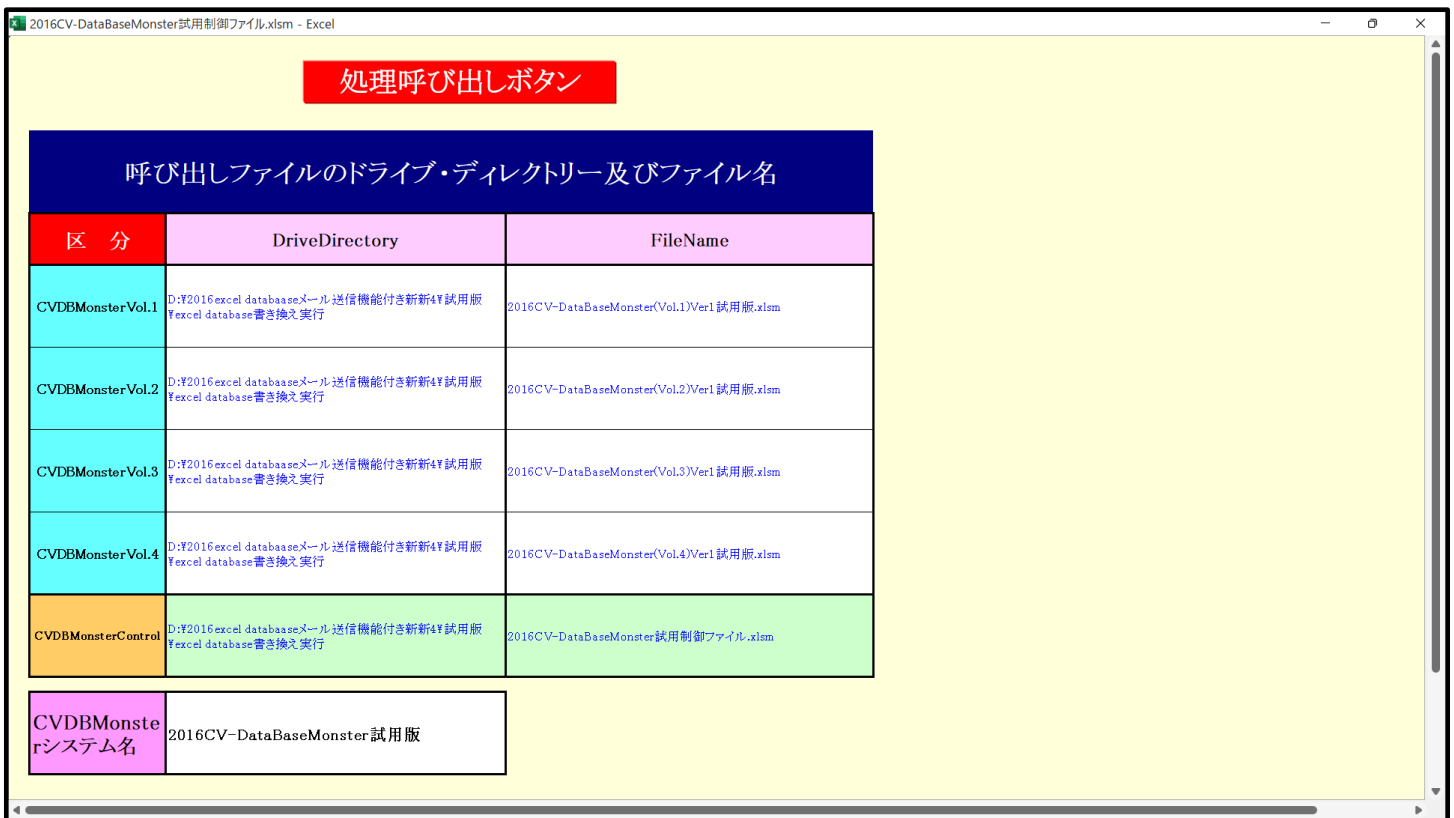 2016CV-DataBaseMonster試用制御ファイル.xlsm - Excel
処理呼び出しボタン
呼び出しファイルのドライブ・ディレクトリー及びファイル名
区　分 DriveDirectory FileName
CVDBMonsterVol.1
D:¥2016excel databaaseメール送信機能付き新新4¥試用版
¥excel database書き換え実行
2016CV-DataBaseMonster(Vol.1)Ver1試用版.xlsm
CVDBMonsterVol.2
D:¥2016excel databaaseメール送信機能付き新新4¥試用版
¥excel database書き換え実行
2016CV-DataBaseMonster(Vol.2)Ver1試用版.xlsm
CVDBMonsterVol.3
D:¥2016excel databaaseメール送信機能付き新新4¥試用版
¥excel database書き換え実行
2016CV-DataBaseMonster(Vol.3)Ver1試用版.xlsm
CVDBMonsterVol.4
D:¥2016excel databaaseメール送信機能付き新新4¥試用版
¥excel database書き換え実行
2016CV-DataBaseMonster(Vol.4)Ver1試用版.xlsm
CVDBMonsterControl
D:¥2016excel databaaseメール送信機能付き新新4¥試用版
¥excel database書き換え実行
2016CV-DataBaseMonster試用制御ファイル.xlsm
CVDBMonste
rシステム名
2016CV-DataBaseMonster試用版